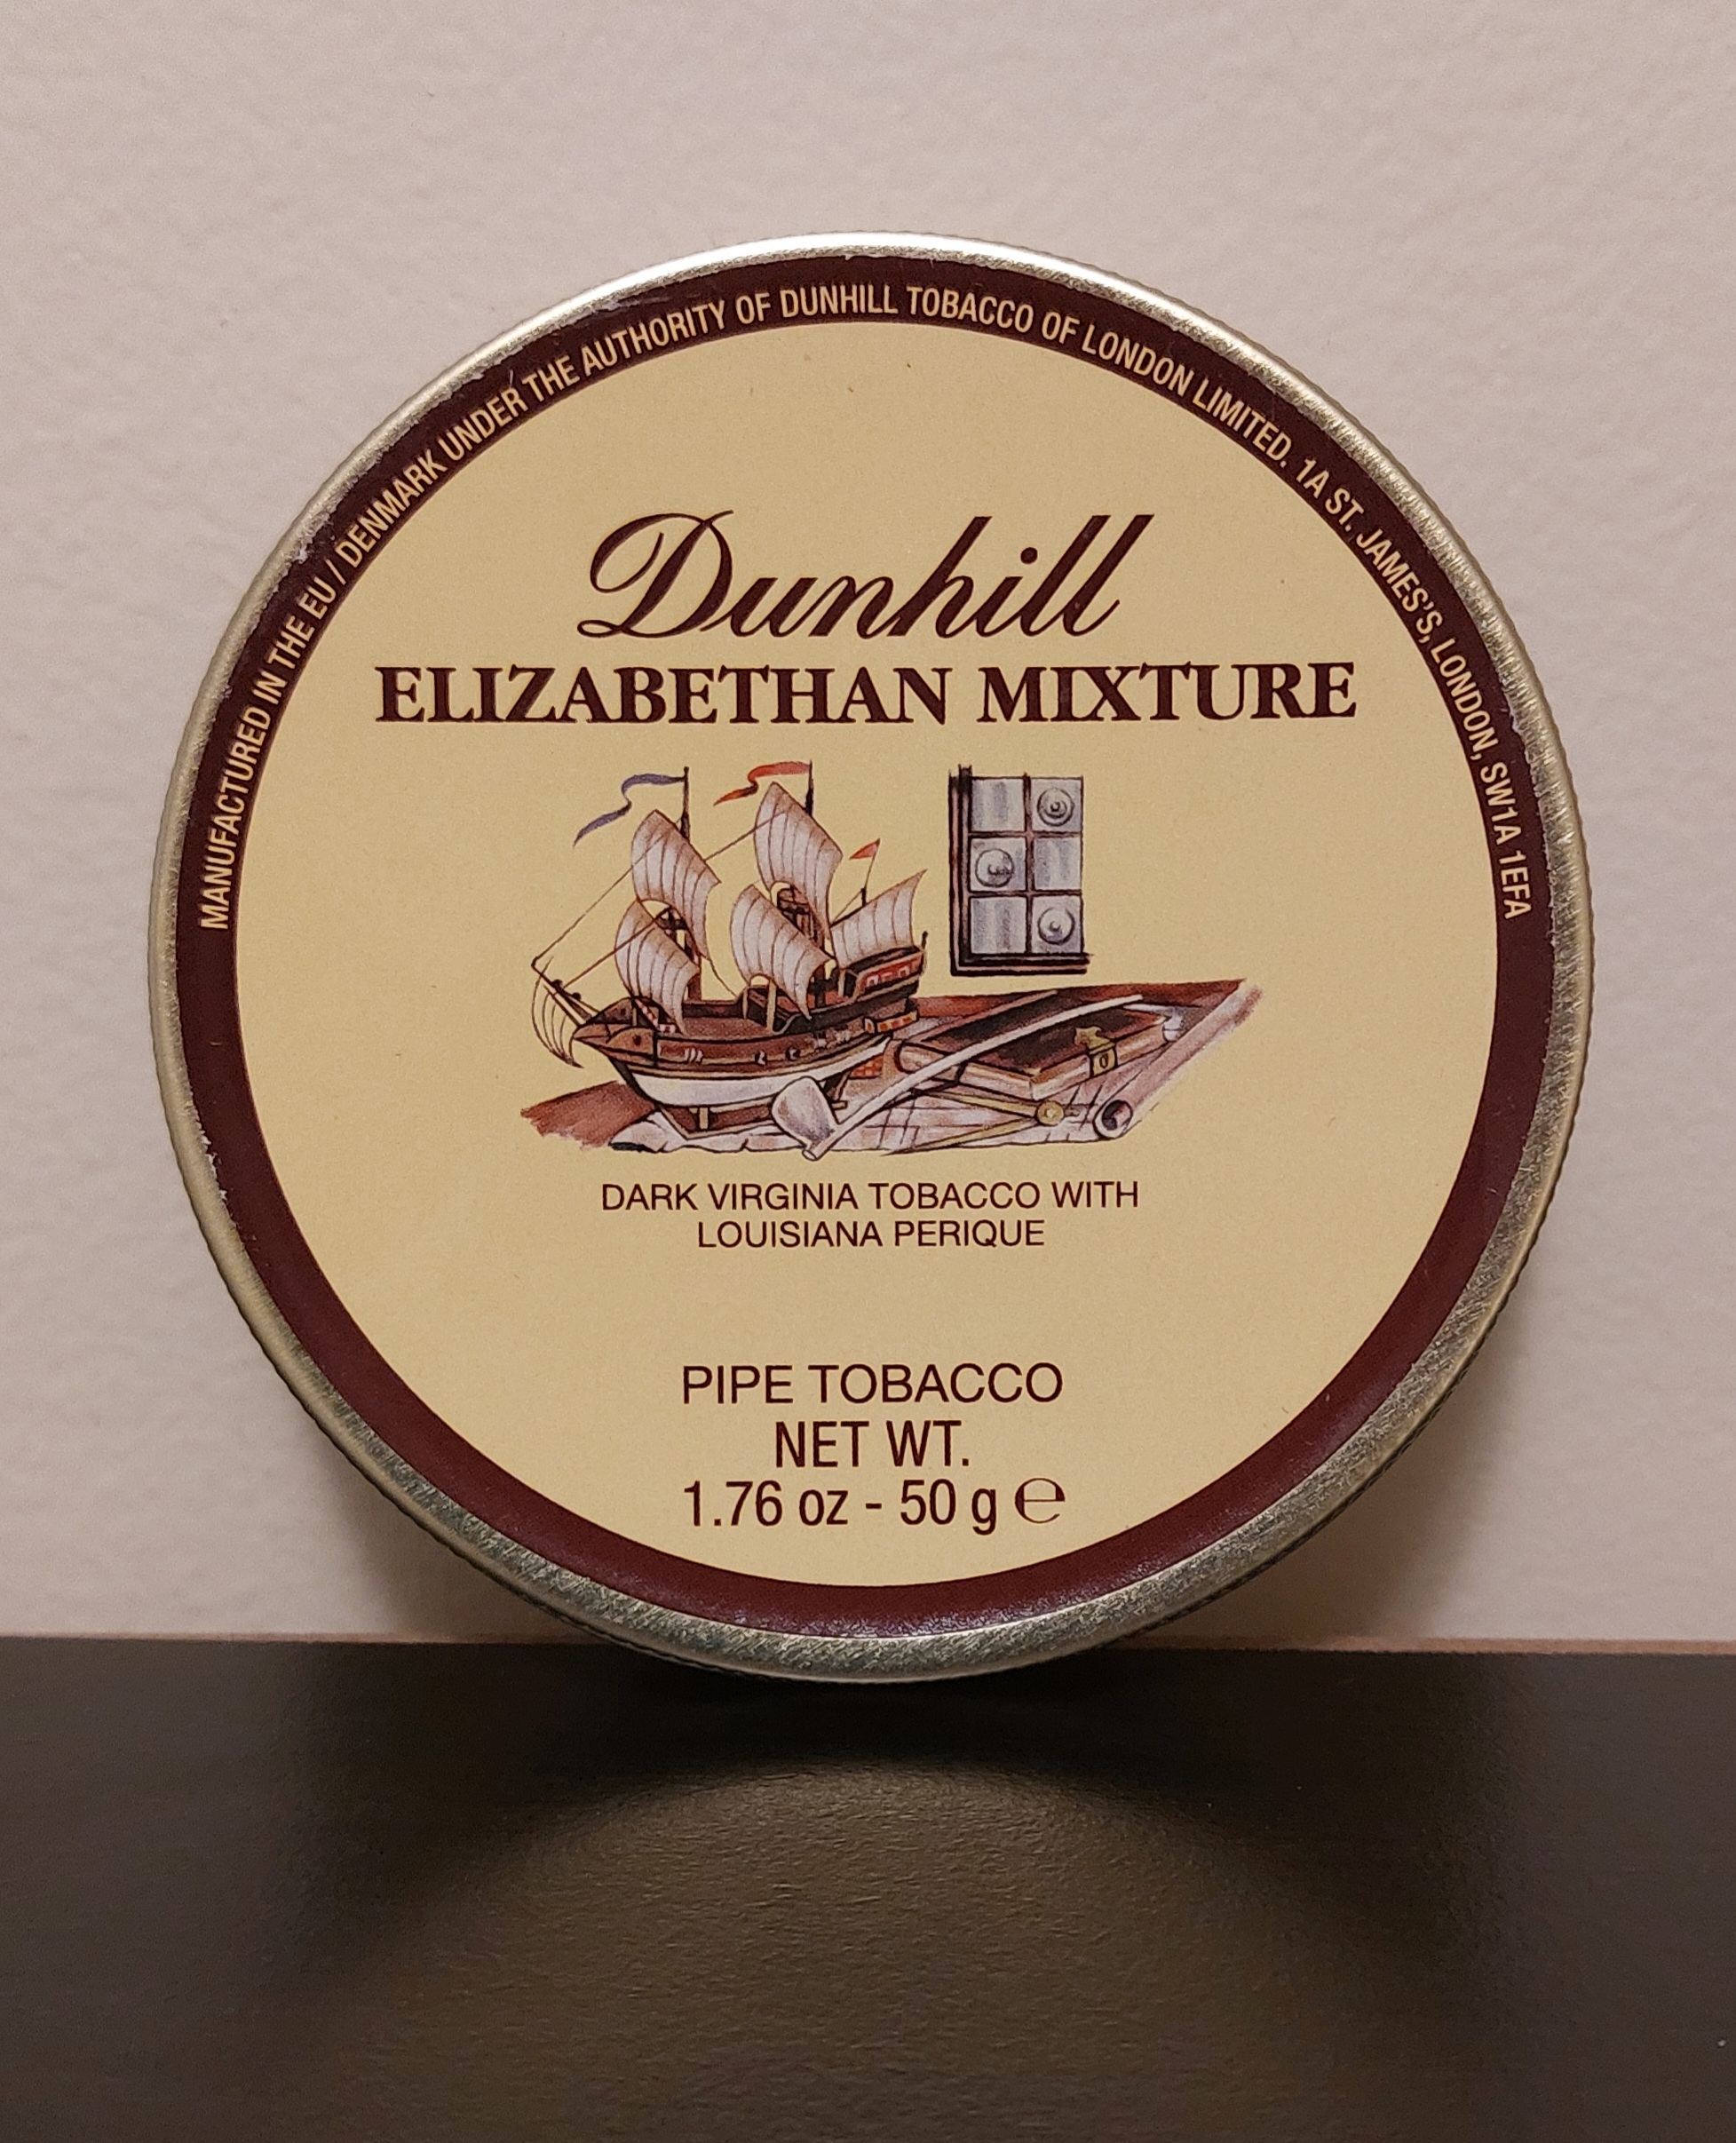 MANUFACTURED IN THE EU / DENMARK UNDER THE AUTHORITY OF DUNHILL TOBACCO OF LONDON LIMITED. 1A ST. JAMES'S, LONDON, SW1A 1EFA
Dunhill
ELIZABETHAN MIXTURE
DARK VIRGINIA TOBACCO WITH
LOUISIANA PERIQUE
PIPE TOBACCO
NET WT.
1.76 oz - 50 g ℮